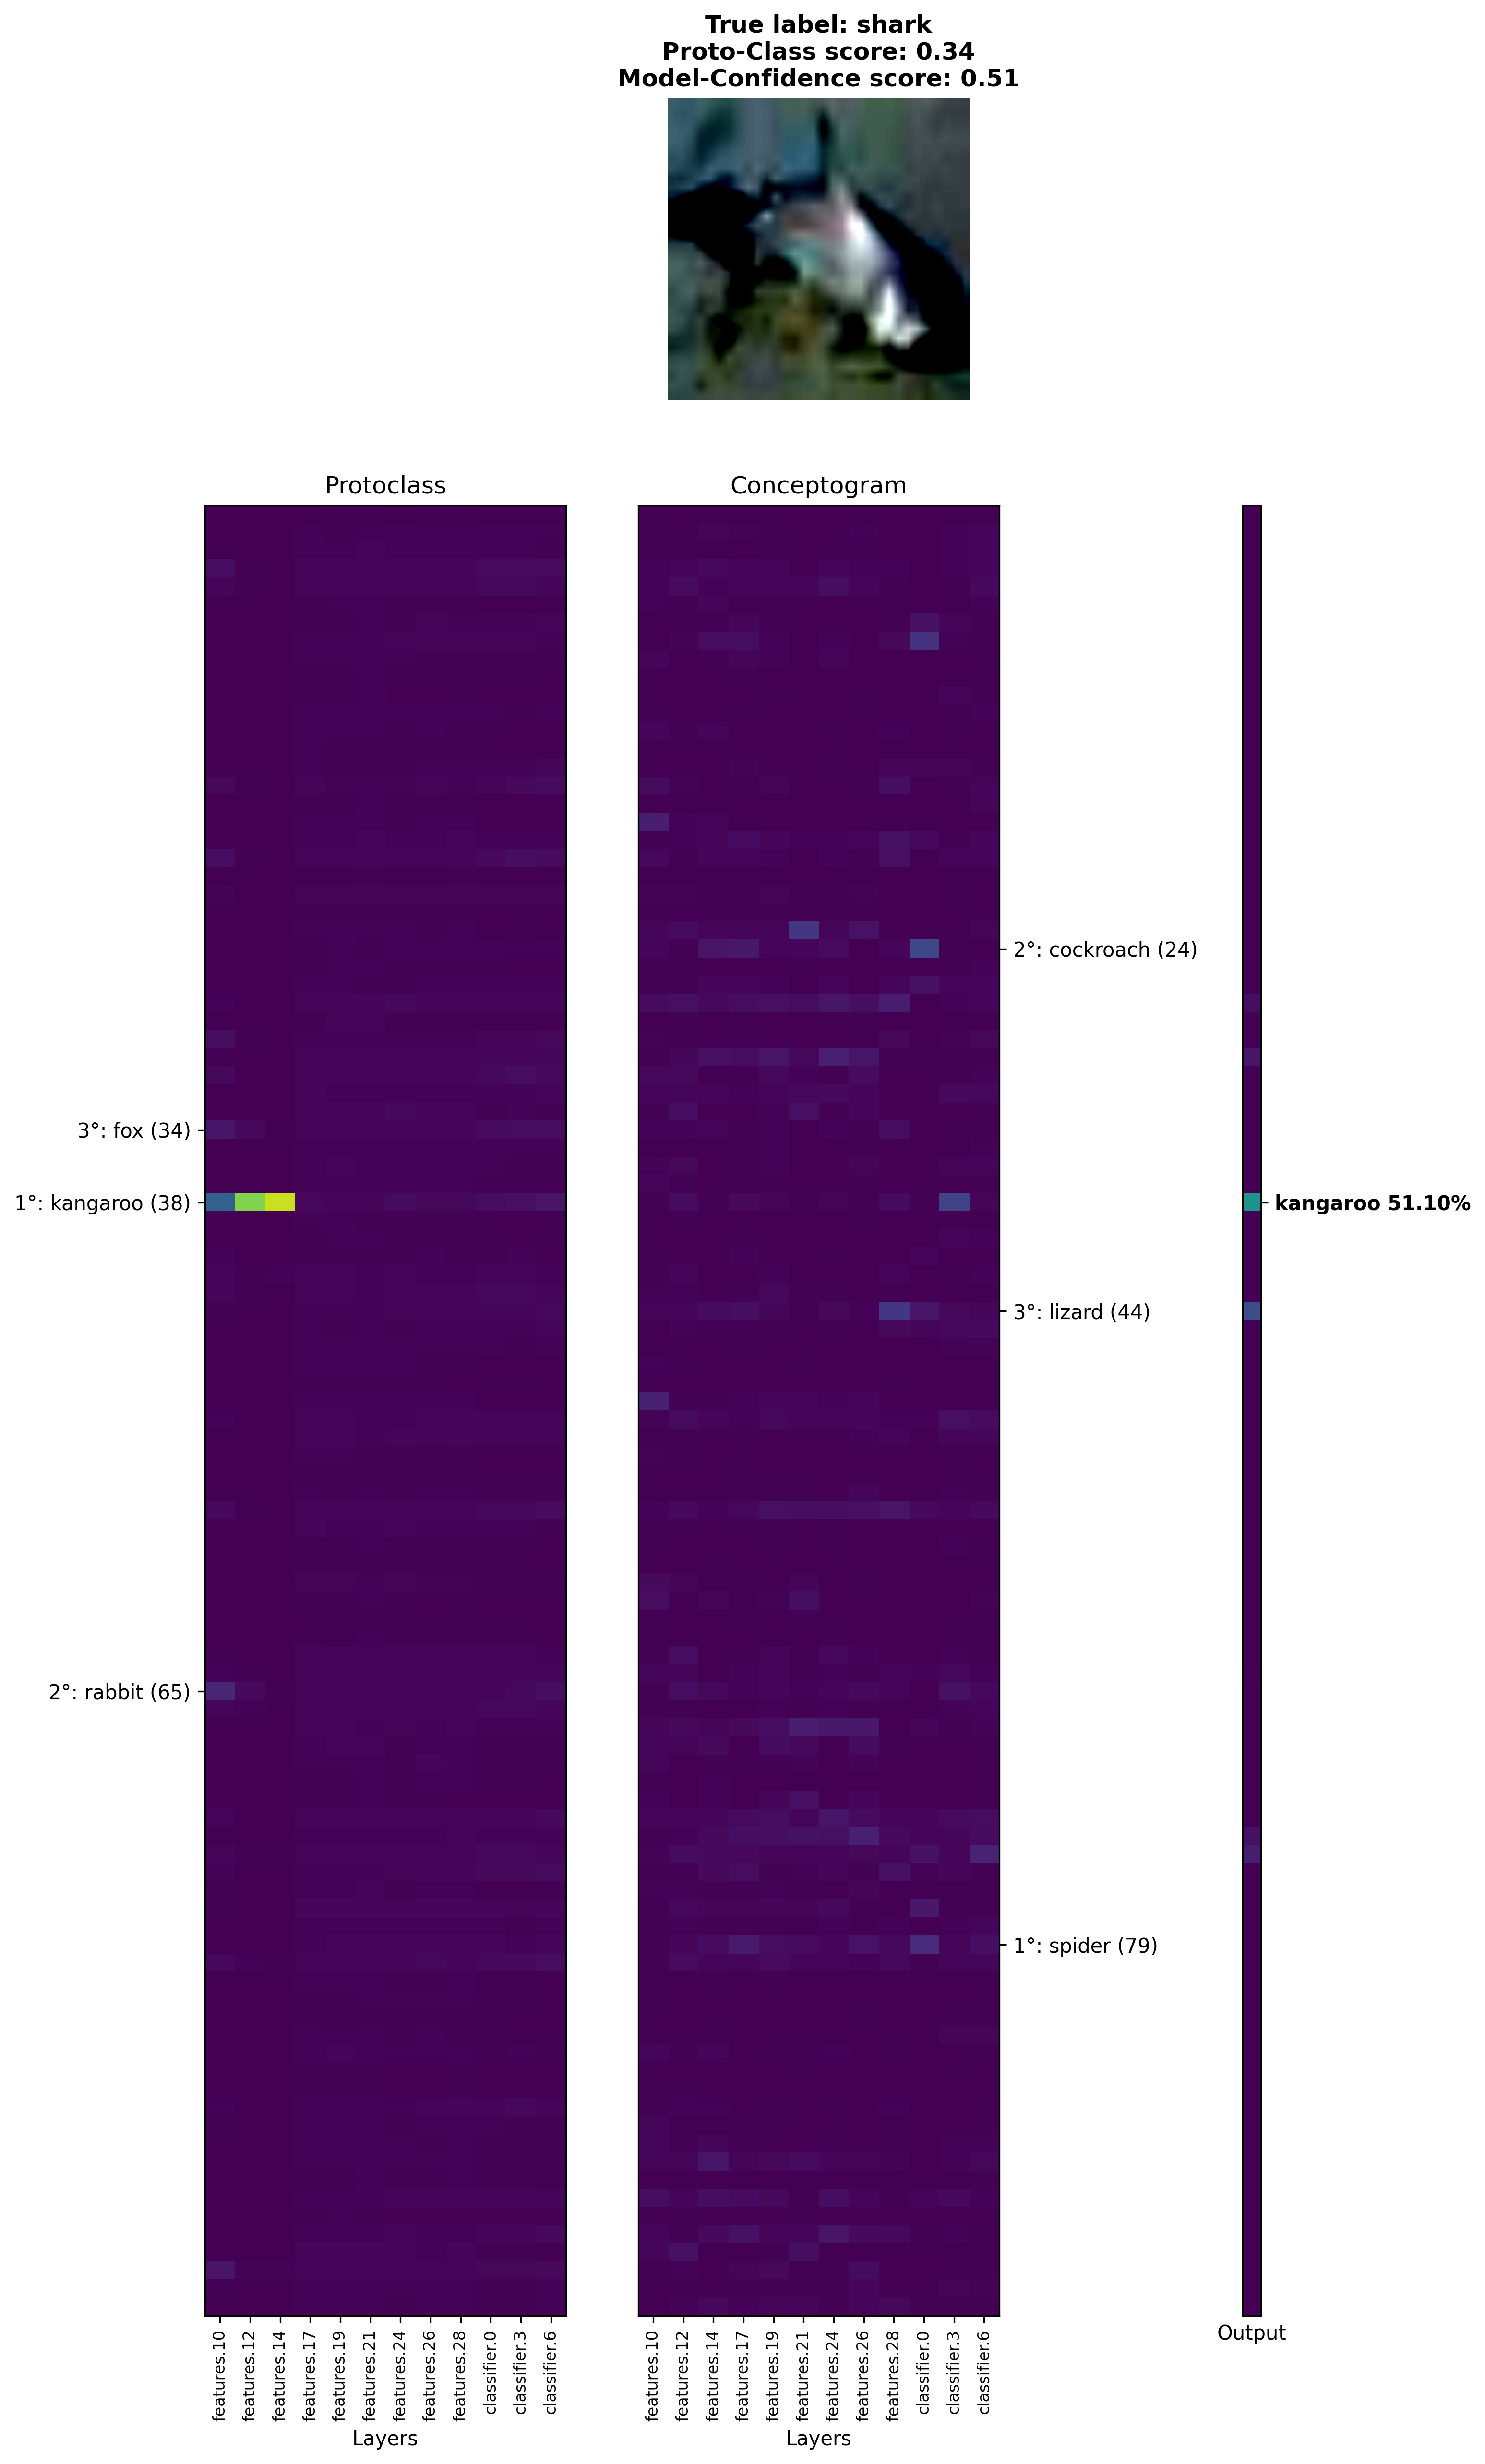 True label: shark
Proto-Class score: 0.34
Model-Confidence score: 0.51
Protoclass
Conceptogram
2°: cockroach (24)
3°: fox (34)
1°: kangaroo (38)
kangaroo 51.10%
3°: lizard (44)
2°: rabbit (65)
1°: spider (79)
features.10
features.12
features.14
features.17
features.19
features.21
features.24
features.26
features.28
classifier.0
classifier.3
classifier.6
Layers
features.10
features.12
features.14
features.17
features.19
features.21
features.24
features.26
features.28
classifier.0
classifier.3
classifier.6
Layers
Output